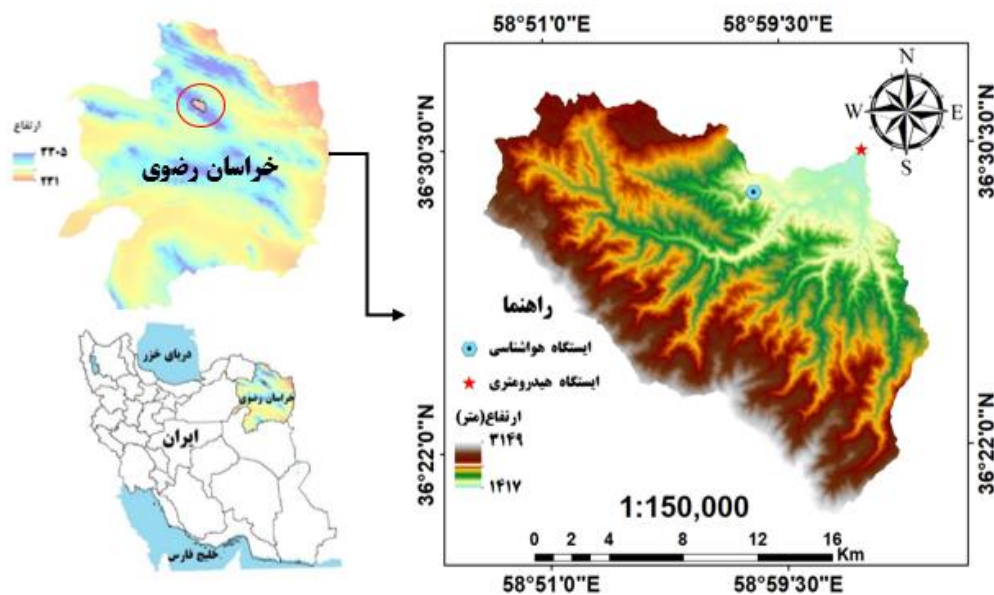 ارتفاع
۳۳۰۵
۲۳۱
خراسان رضوی
دریای خزر
خراسان رضوی
ایران
خلیج فارس
58°51'0"E
58°59'30"E
36°30'30"N
36°30'30"N
N
W
E
S
راهنما
ایستگاه هواشناسی
ایستگاه هیدرومتری
ارتفاع(متر)
۳۱۴۹
۱۴۱۷
36°22'0"N
36°22'0"N
1:150,000
0 2 4 8 12 16
Km
58°51'0"E
58°59'30"E